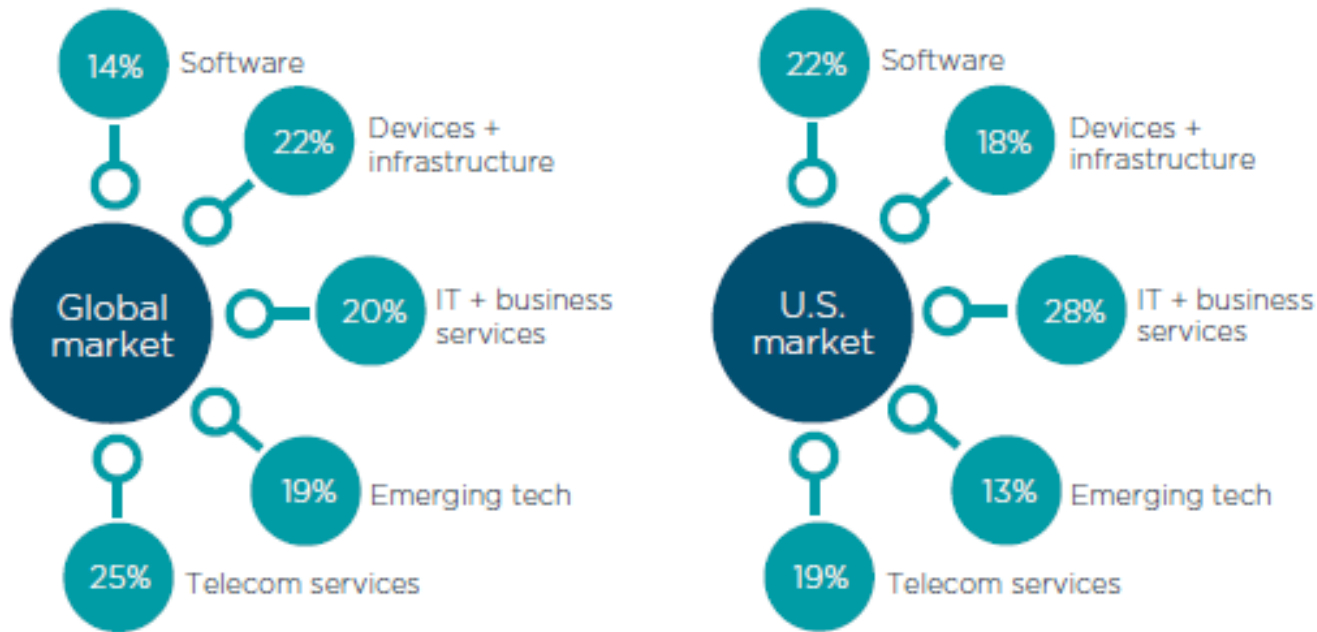 14%
Software
22%
Devices +
infrastructure
Global
market
20%
IT + business
services
19%
Emerging tech
25%
Telecom services
22%
Software
18%
Devices +
infrastructure
U.S.
market
28%
IT + business
services
13%
Emerging tech
19%
Telecom services